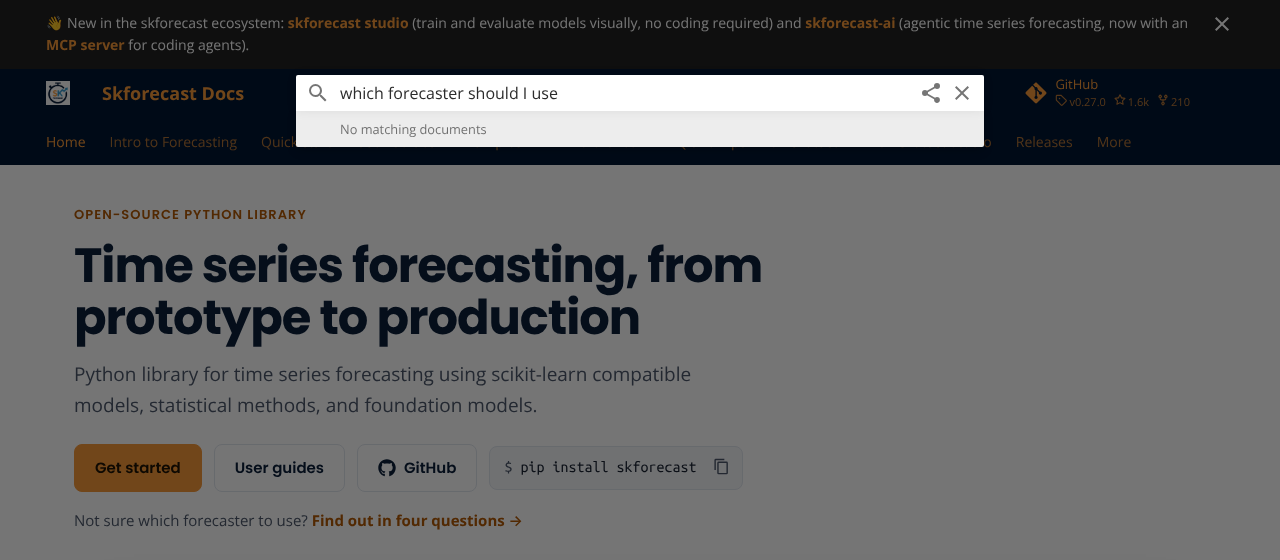 👋 New in the skforecast ecosystem: skforecast studio (train and evaluate models visually, no coding required) and skforecast-ai (agentic time series forecasting, now with an
MCP server for coding agents).
Skforecast Docs
which forecaster should I use
GitHub
v0.27.0 1.6k 210
No matching documents
Home Intro to Forecasting Releases More
OPEN-SOURCE PYTHON LIBRARY
Time series forecasting, from
prototype to production
Python library for time series forecasting using scikit-learn compatible
models, statistical methods, and foundation models.
Get started User guides GitHub $ pip install skforecast
Not sure which forecaster to use? Find out in four questions →